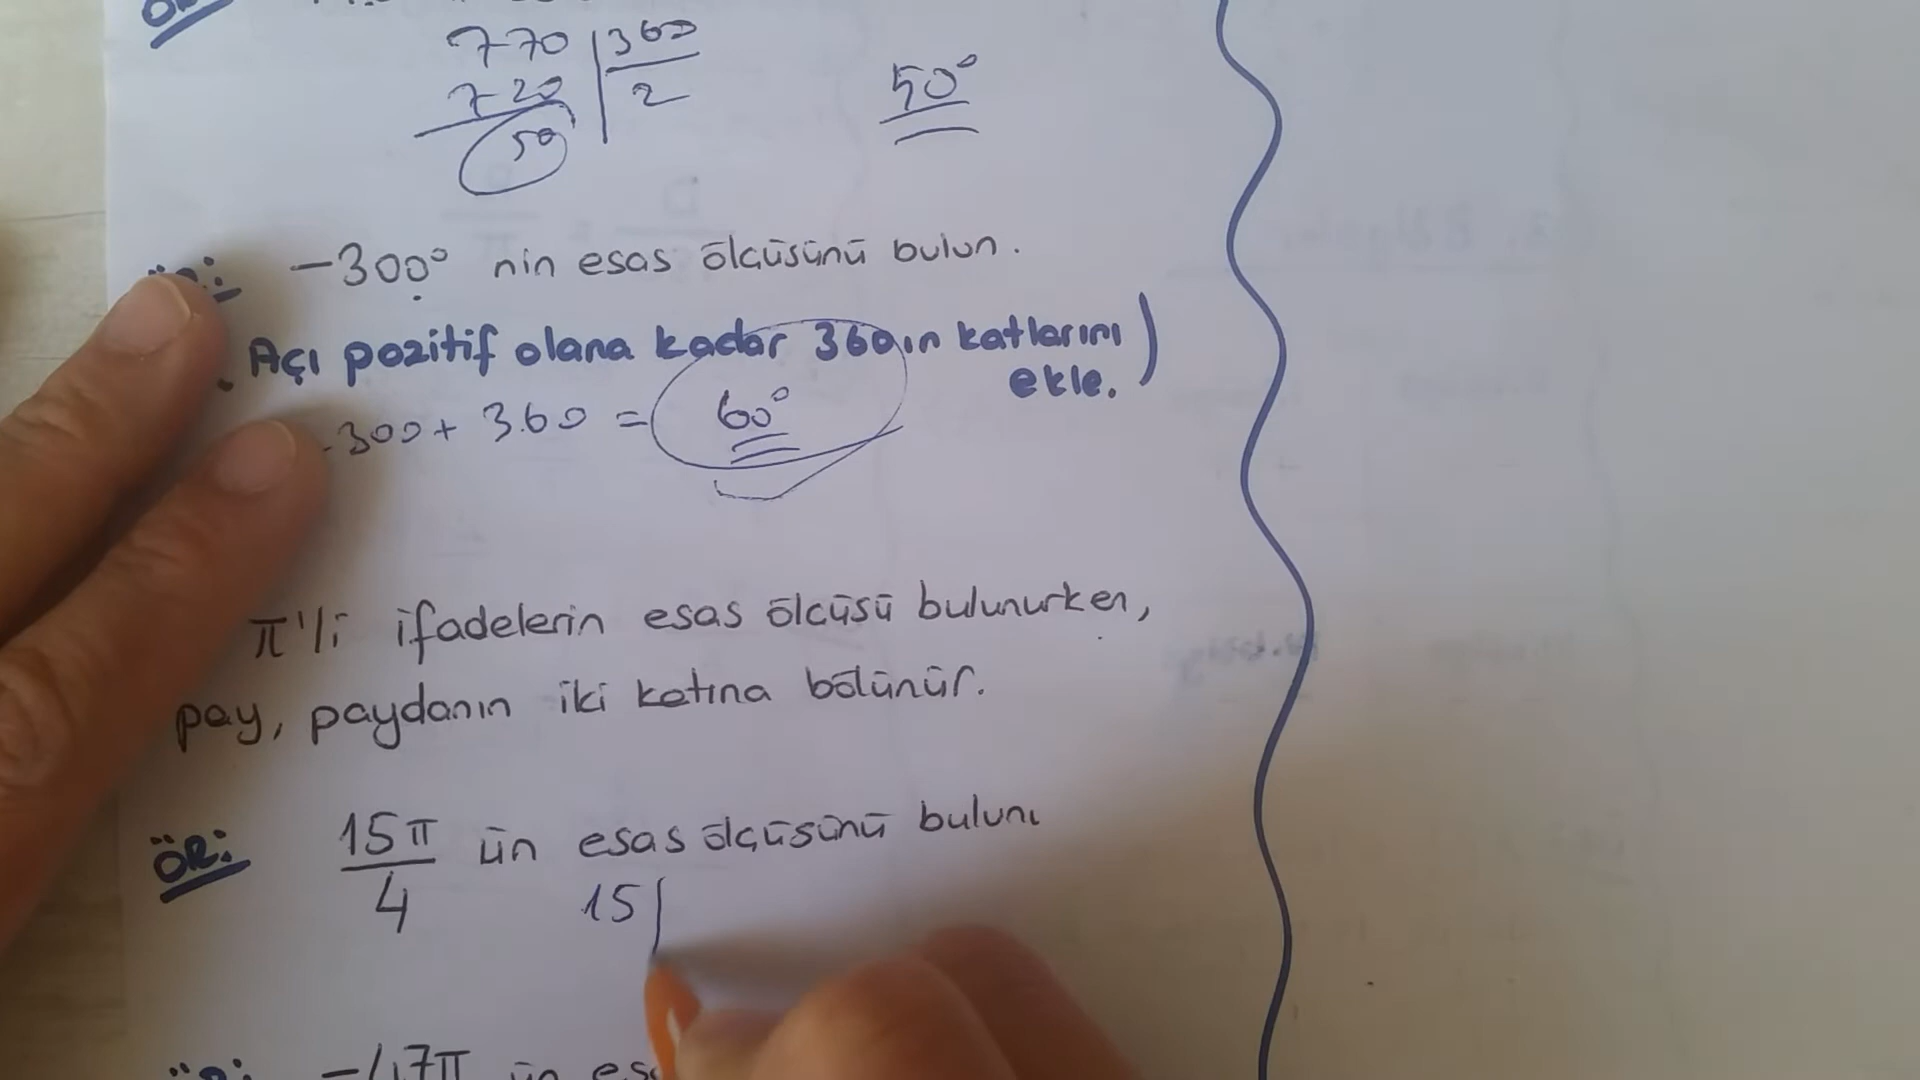 770 | 360
720 | 2
50
50°
-300° nin esas ölçüsünü bulun.
Açı pozitif olana kadar 360ın katlarını
ekle.)
-300 + 360 = 60°
π'li ifadelerin esas ölçüsü bulunurken,
pay, paydanın iki katına bölünür.
ÖR: 15π/4 ün esas ölçüsünü bulun
15
-47π ün